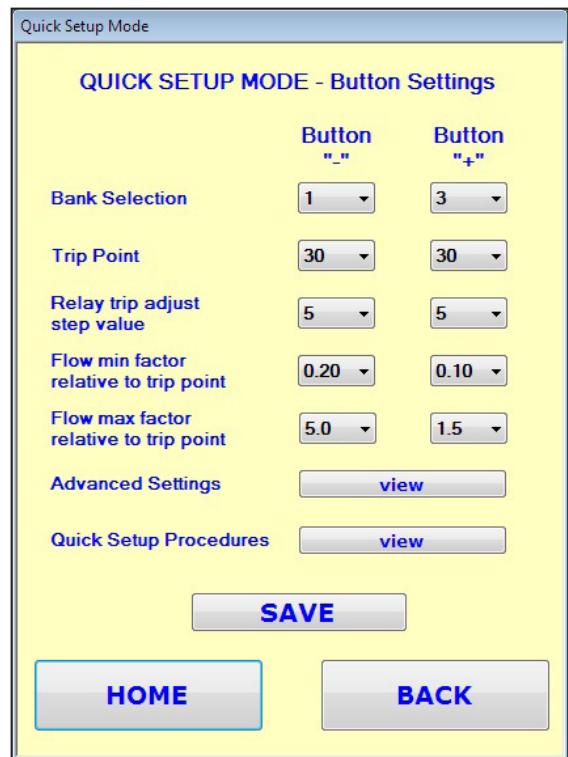 Quick Setup Mode
QUICK SETUP MODE - Button Settings
Button Button
"-" "+"
Bank Selection 1 3
Trip Point 30 30
Relay trip adjust
step value 5 5
Flow min factor
relative to trip point 0.20 0.10
Flow max factor
relative to trip point 5.0 1.5
Advanced Settings view
Quick Setup Procedures view
SAVE
HOME BACK